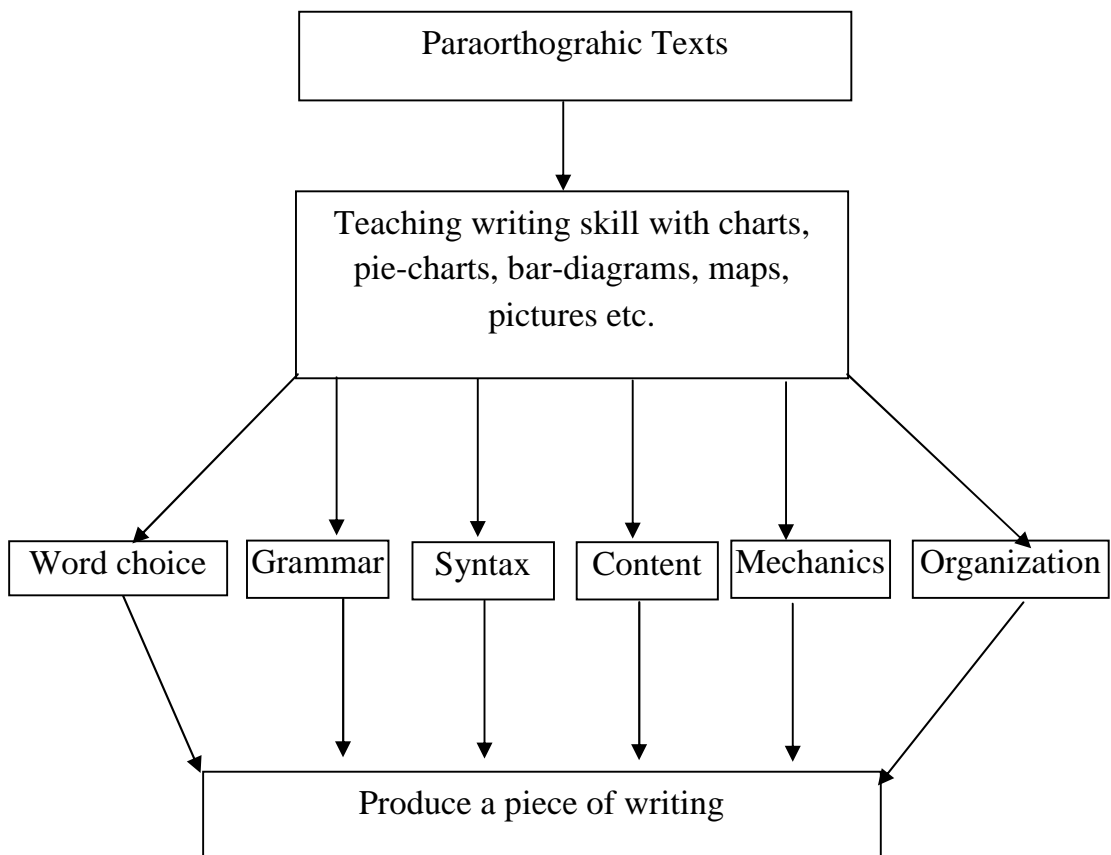 Paraorthograhic Texts
Teaching writing skill with charts,
pie-charts, bar-diagrams, maps,
pictures etc.
Word choice
Grammar
Syntax
Content
Mechanics
Organization
Produce a piece of writing